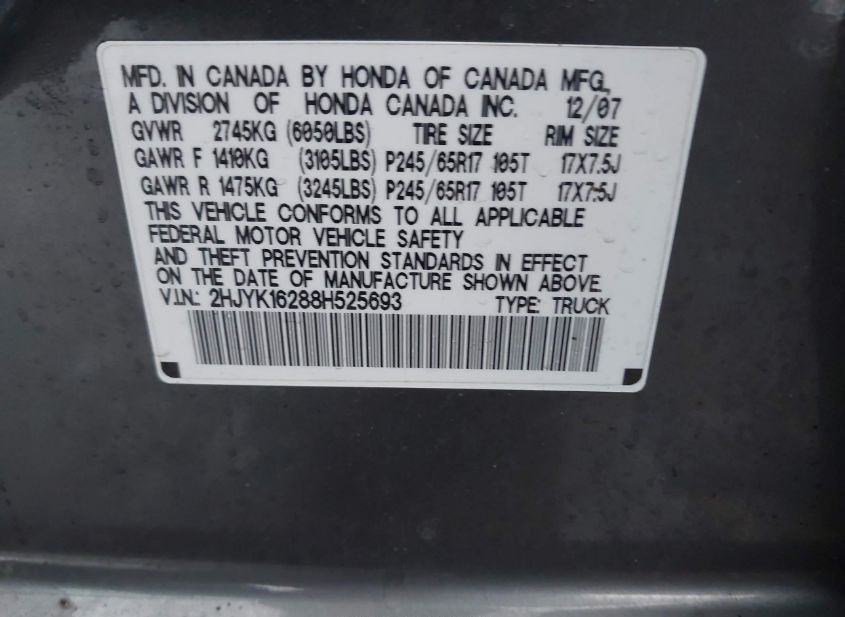 MFD. IN CANADA BY HONDA OF CANADA MFG.,
A DIVISION OF HONDA CANADA INC. 12/07
GVWR 2745KG (6050LBS) TIRE SIZE RIM SIZE
GAWR F 1410KG (3105LBS) P245/65R17 105T 17X7.5J
GAWR R 1475KG (3245LBS) P245/65R17 105T 17X7.5J
THIS VEHICLE CONFORMS TO ALL APPLICABLE
FEDERAL MOTOR VEHICLE SAFETY
AND THEFT PREVENTION STANDARDS IN EFFECT
ON THE DATE OF MANUFACTURE SHOWN ABOVE.
V.I.N.: 2HJYK16288H525693 TYPE: TRUCK